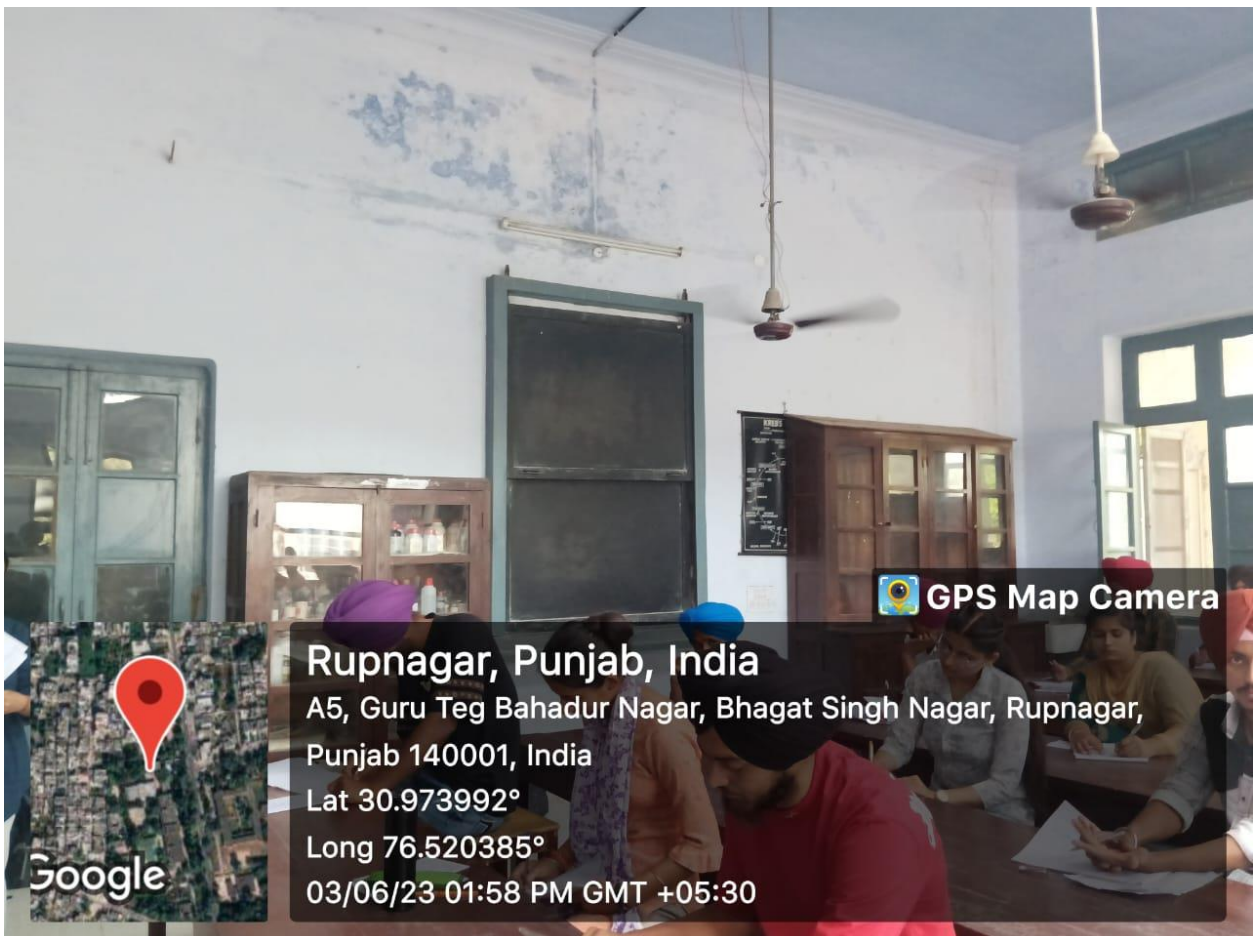 KREBS
GPS Map Camera
Rupnagar, Punjab, India
A5, Guru Teg Bahadur Nagar, Bhagat Singh Nagar, Rupnagar,
Punjab 140001, India
Lat 30.973992°
Long 76.520385°
03/06/23 01:58 PM GMT +05:30
Google